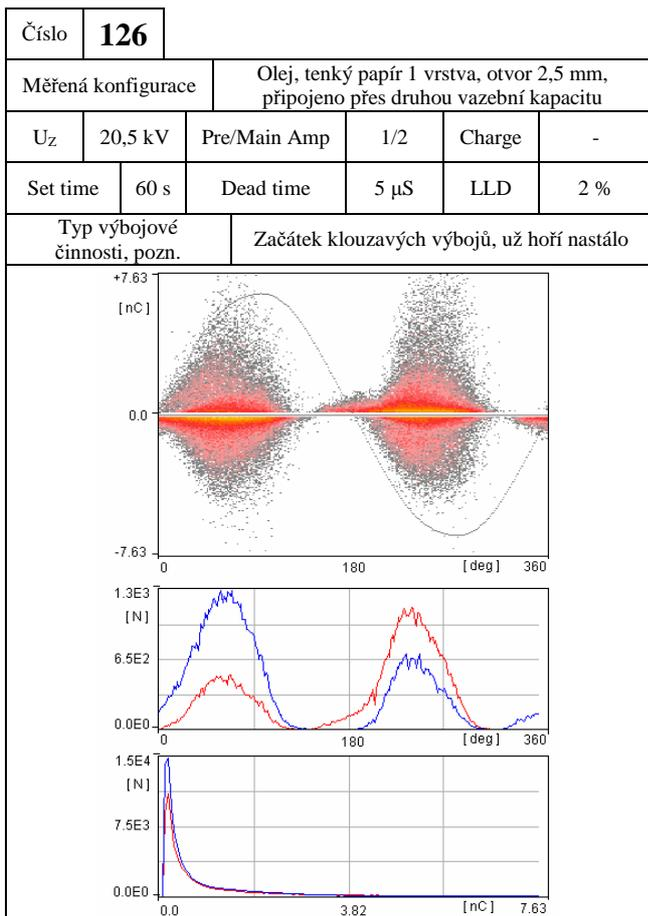 Číslo 126
Měřená konfigurace
Olej, tenký papír 1 vrstva, otvor 2,5 mm,
připojeno přes druhou vazební kapacitu
UZ 20,5 kV Pre/Main Amp 1/2 Charge -
Set time 60 s Dead time 5 μS LLD 2 %
Typ výbojové
činnosti, pozn.
Začátek klouzavých výbojů, už hoří nastálo
+7.63
[nC]
0.0
-7.63
0 180 [deg] 360
1.3E3
[N]
6.5E2
0.0E0
0 180 [deg] 360
1.5E4
[N]
7.5E3
0.0E0
0.0 3.82 [nC] 7.63